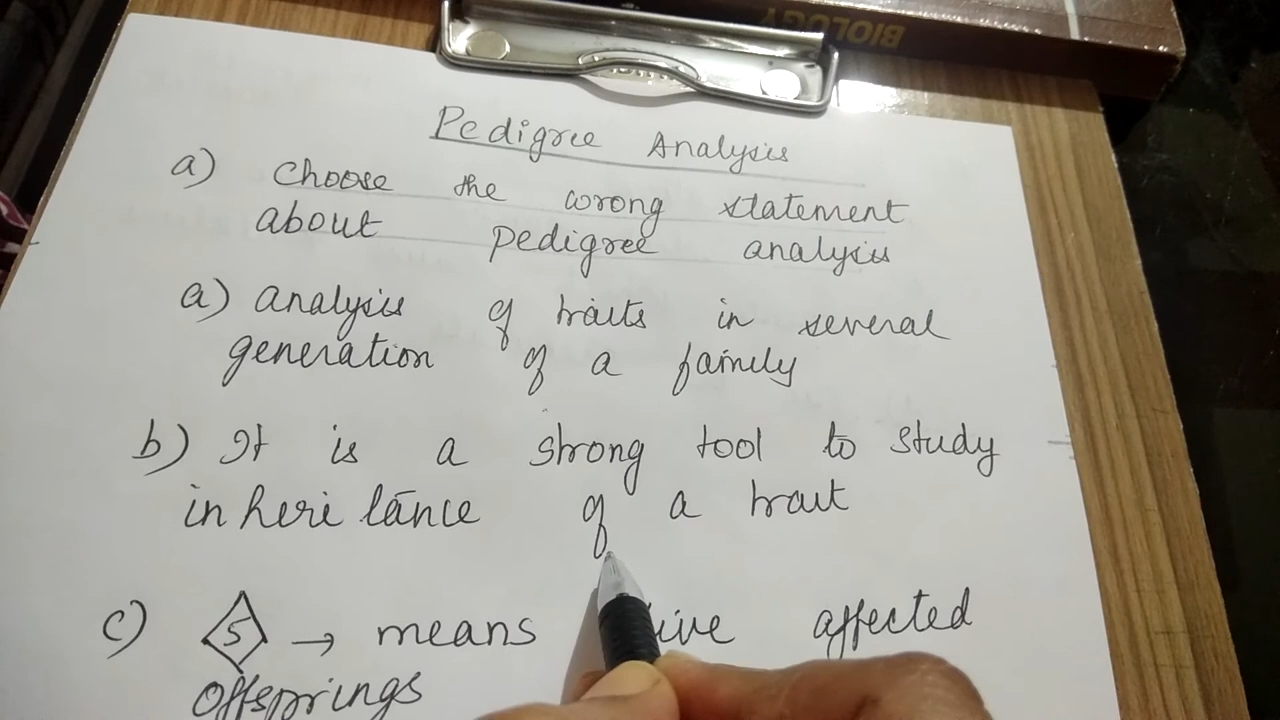 BIOLOGY
Pedigree Analysis
a) Choose the wrong statement
about pedigree analysis
a) analysis of traits in several
generation of a family
b) It is a strong tool to study
inheritance of a trait
c) 5 → means five affected
offsprings